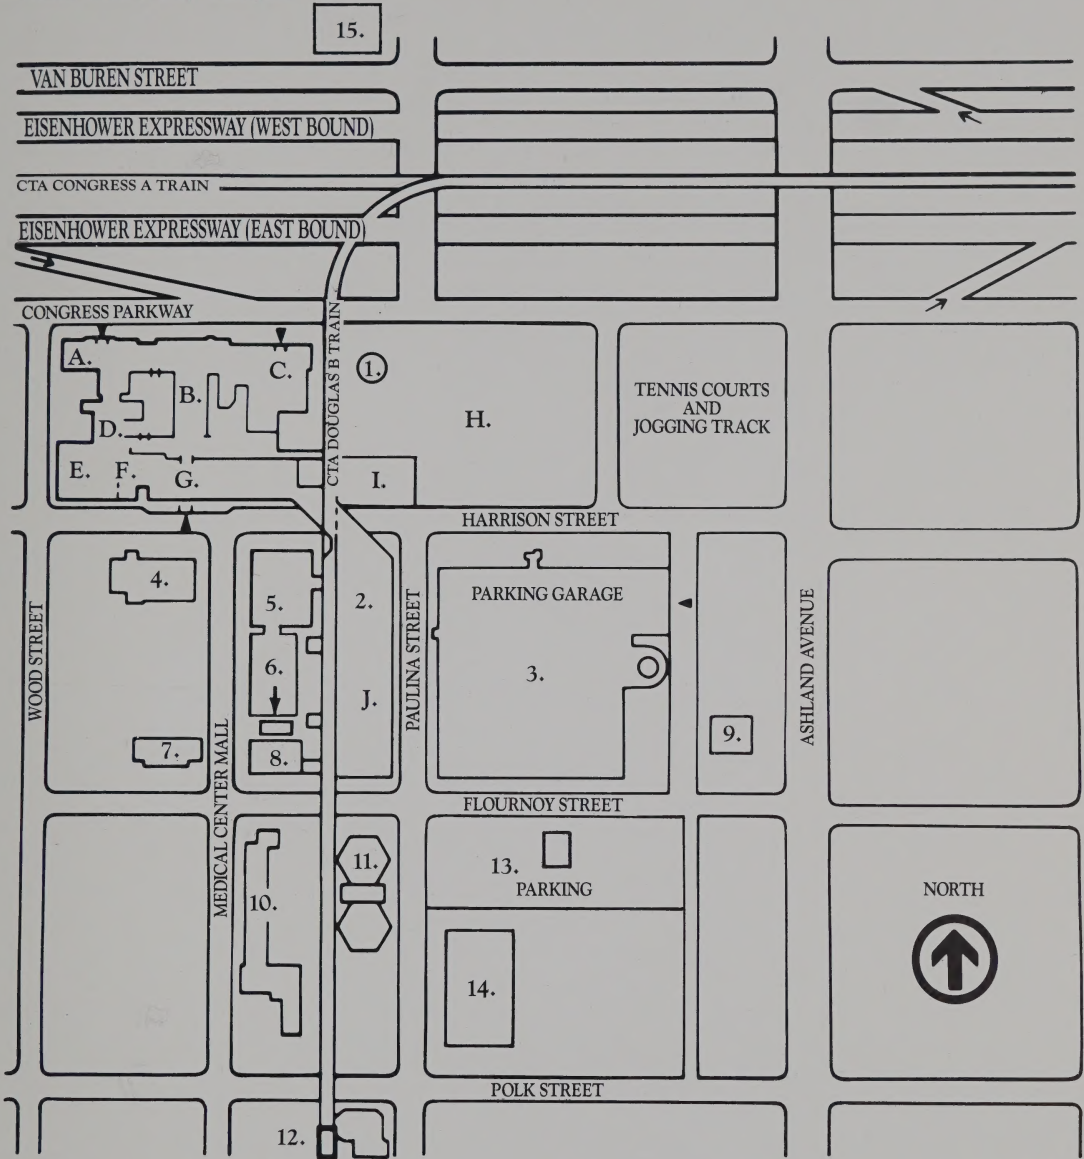 15.
VAN BUREN STREET
EISENHOWER EXPRESSWAY (WEST BOUND)
CTA CONGRESS A TRAIN
EISENHOWER EXPRESSWAY (EAST BOUND)
CONGRESS PARKWAY
CTA DOUGLAS B TRAIN
A.
B.
C.
D.
E.
F.
G.
1.
H.
I.
TENNIS COURTS
AND
JOGGING TRACK
HARRISON STREET
WOOD STREET
4.
5.
6.
7.
8.
2.
J.
MEDICAL CENTER MALL
PAULINA STREET
PARKING GARAGE
3.
9.
ASHLAND AVENUE
FLOURNOY STREET
10.
11.
13.
PARKING
14.
NORTH
POLK STREET
12.